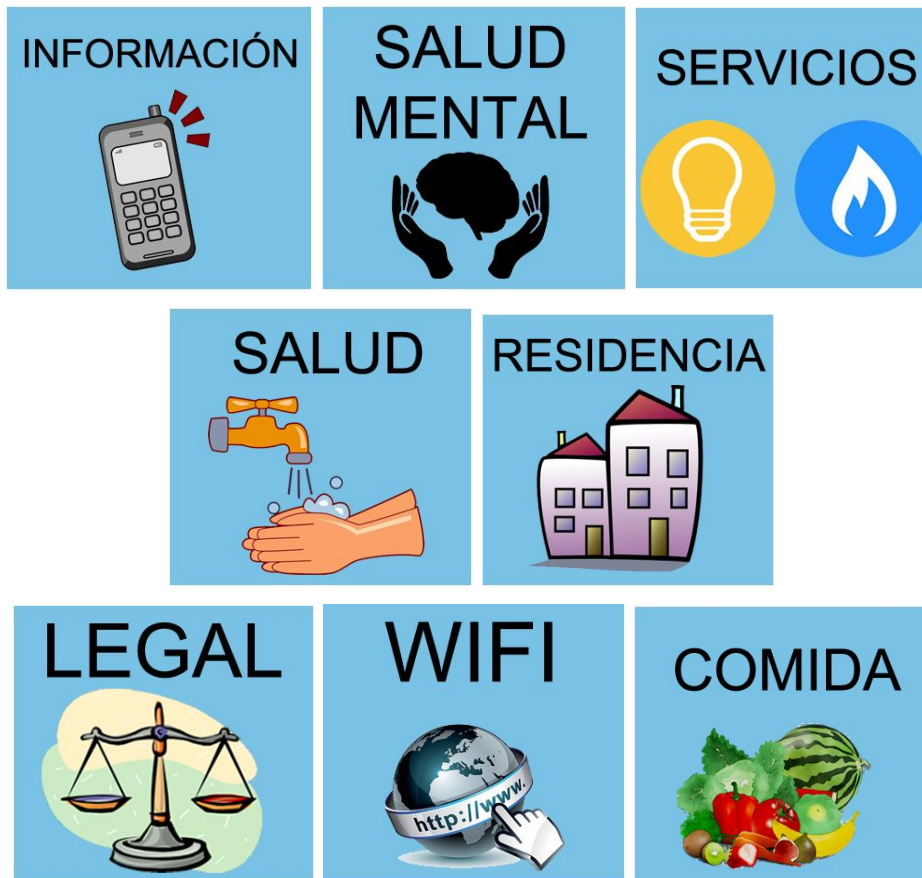 INFORMACIÓN
SALUD
MENTAL
SERVICIOS
SALUD
RESIDENCIA
LEGAL
WIFI
http://www.
COMIDA